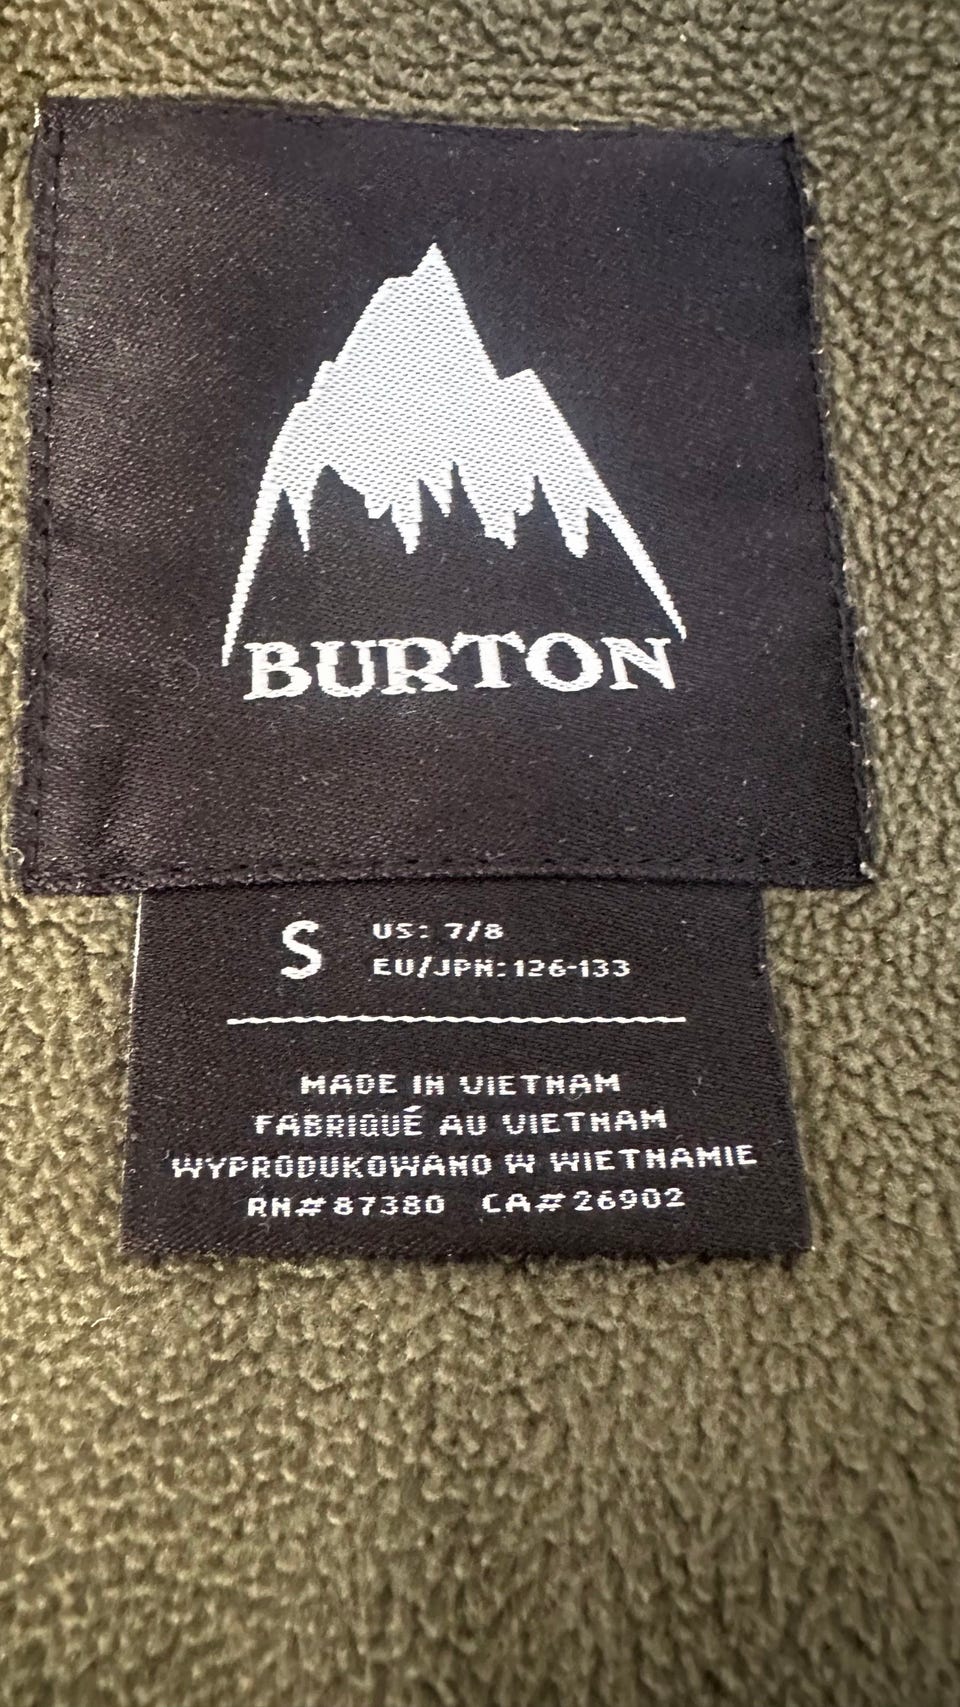 BURTON
S US: 7/8
EU/JPN: 126-133
MADE IN VIETNAM
FABRIQUÉ AU VIETNAM
WYPRODUKOWANO W WIETNAMIE
RN# 87380 CA# 26902